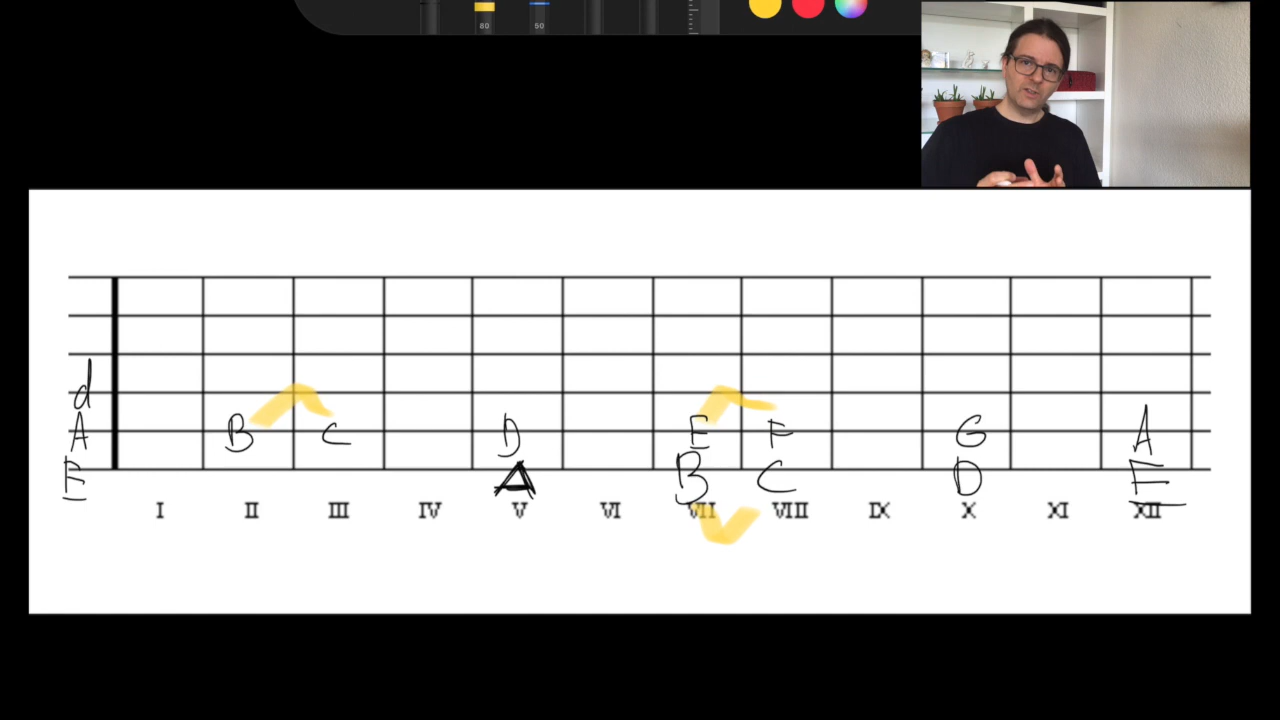 80 50
d
A B C D E F G A
E A B C D E
I II III IV V VI VII VIII IX X XI XII